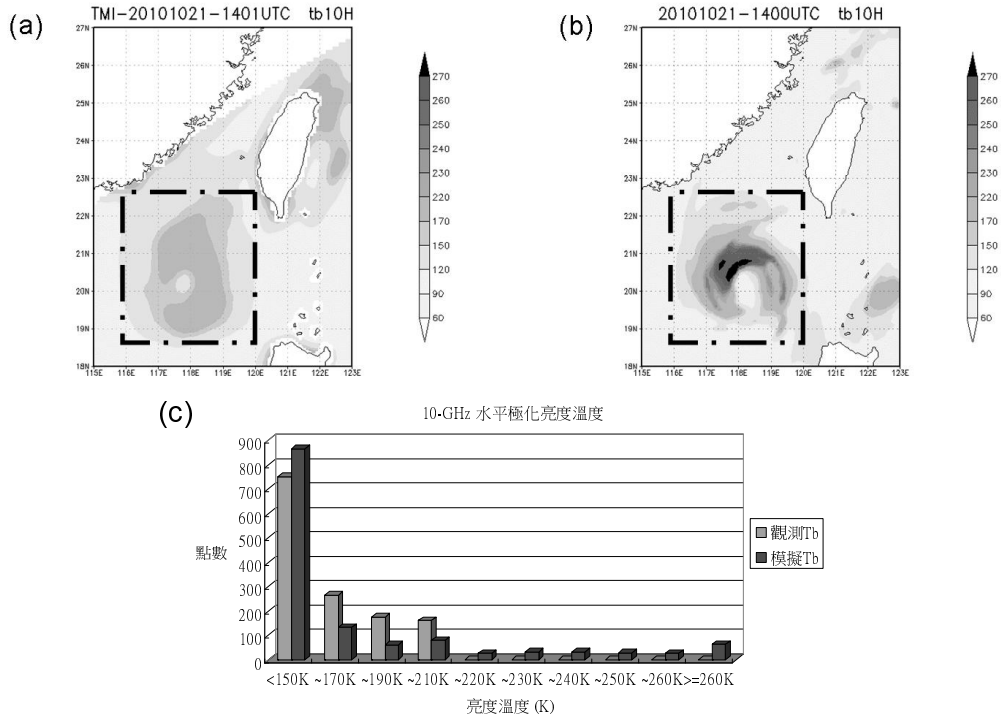 (a)
TMI-20101021-1401UTC tb10H
27N
26N
25N
24N
23N
22N
21N
20N
19N
18N
115E 116E 117E 118E 119E 120E 121E 122E 123E
270
260
250
240
230
220
170
150
120
90
60
(b)
20101021-1400UTC tb10H
27N
26N
25N
24N
23N
22N
21N
20N
19N
18N
115E 116E 117E 118E 119E 120E 121E 122E 123E
270
260
250
240
230
220
170
150
120
90
60
(c)
10-GHz 水平極化亮度溫度
點數
900
800
700
600
500
400
300
200
100
0
<150K ~170K ~190K ~210K ~220K ~230K ~240K ~250K ~260K >=260K
亮度溫度 (K)
觀測Tb
模擬Tb